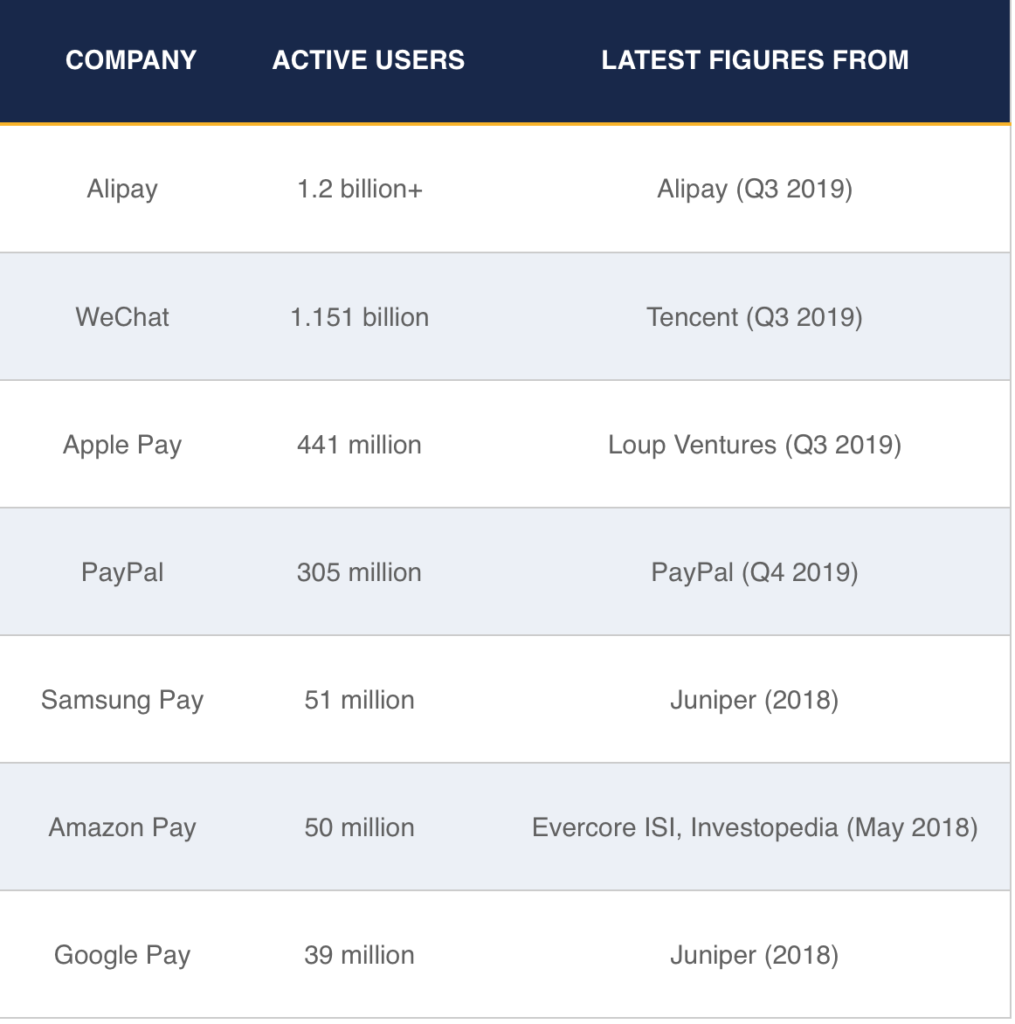 COMPANY ACTIVE USERS LATEST FIGURES FROM
Alipay 1.2 billion+ Alipay (Q3 2019)
WeChat 1.151 billion Tencent (Q3 2019)
Apple Pay 441 million Loup Ventures (Q3 2019)
PayPal 305 million PayPal (Q4 2019)
Samsung Pay 51 million Juniper (2018)
Amazon Pay 50 million Evercore ISI, Investopedia (May 2018)
Google Pay 39 million Juniper (2018)